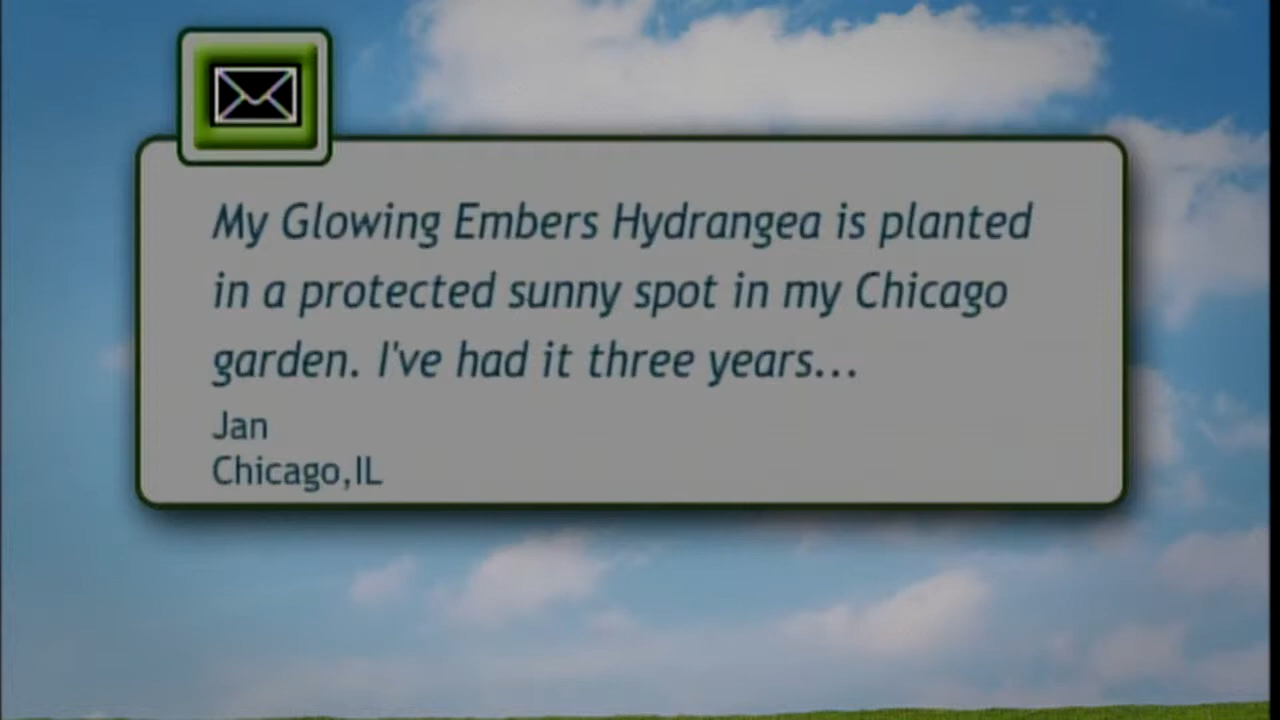 My Glowing Embers Hydrangea is planted
in a protected sunny spot in my Chicago
garden. I've had it three years...
Jan
Chicago,IL